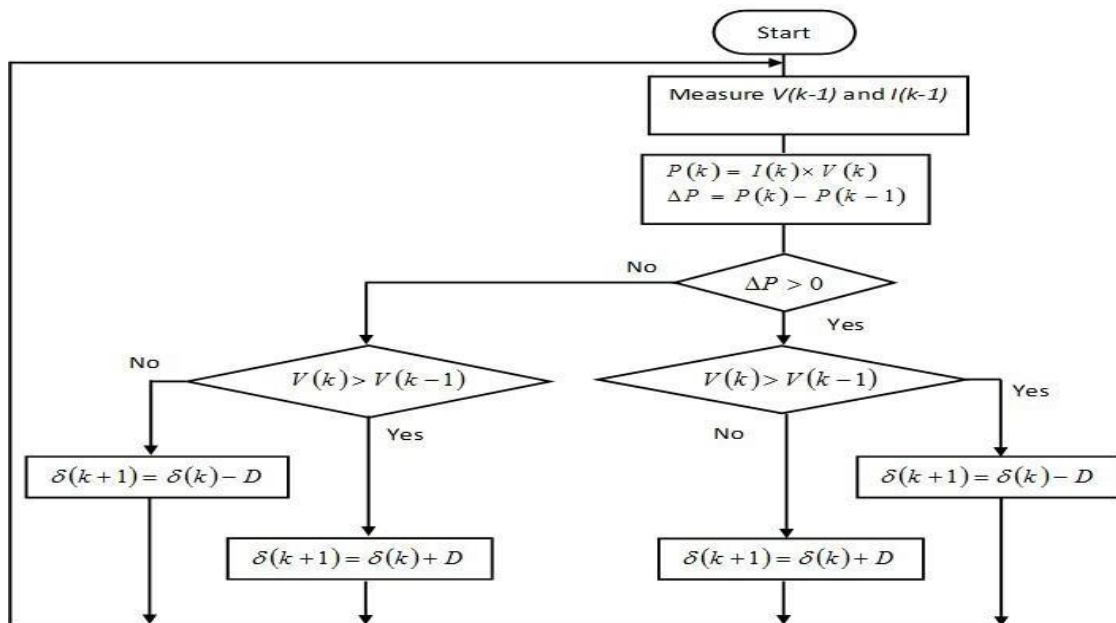 Start
Measure V(k-1) and I(k-1)
P(k) = I(k) × V(k)
ΔP = P(k) − P(k − 1)
No
ΔP > 0
Yes
No
V(k) > V(k − 1)
V(k) > V(k − 1)
Yes
Yes
No
δ(k + 1) = δ(k) − D
δ(k + 1) = δ(k) − D
δ(k + 1) = δ(k) + D
δ(k + 1) = δ(k) + D